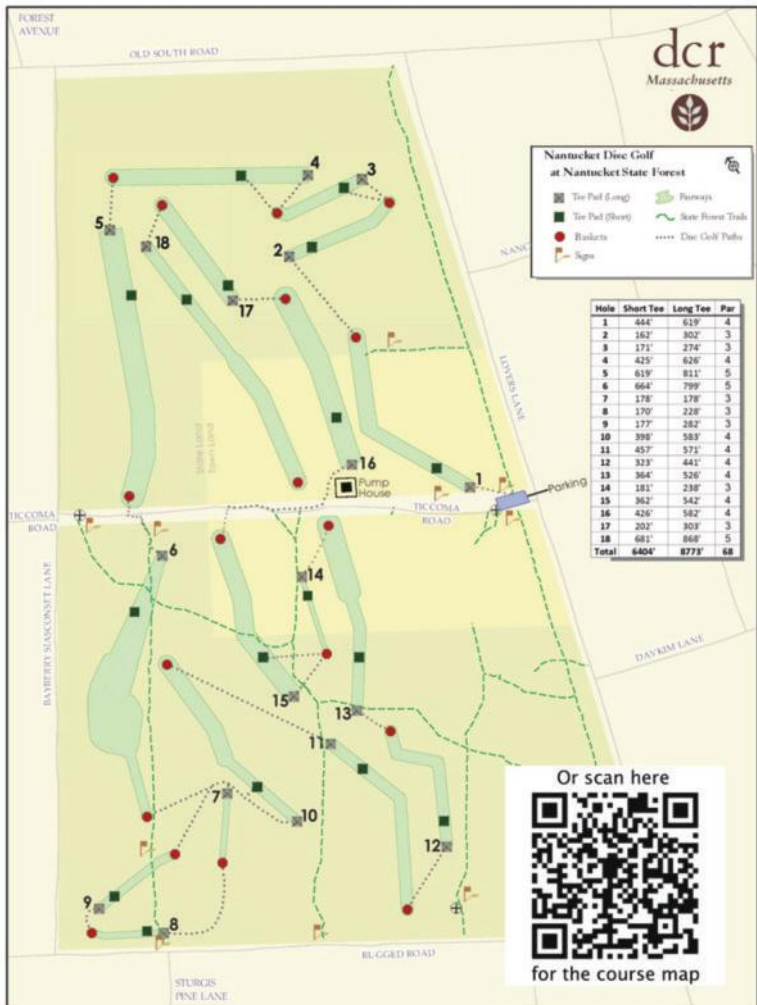 FOREST
AVENUE
OLD SOUTH ROAD
dcr
Massachusetts
Nantucket Disc Golf
at Nantucket State Forest
Tee Pad (Long)
Fairways
Tee Pad (Short)
State Forest Trails
Baskets
Disc Golf Paths
Signs
4
3
5
18
2
17
16
1
Pump
House
State Land
Town Land
LOVERS LANE
Parking
TICCOMA
ROAD
TICCOMA
ROAD
BAYBERRY SIASCONSET LANE
6
14
15
13
11
7
10
12
9
8
DAYKIM LANE
RUGGED ROAD
STURGIS
PINE LANE
Hole Short Tee Long Tee Par
1 444' 619' 4
2 162' 302' 3
3 171' 274' 3
4 425' 626' 4
5 619' 811' 5
6 664' 799' 5
7 178' 178' 3
8 170' 228' 3
9 177' 282' 3
10 398' 583' 4
11 457' 571' 4
12 323' 441' 4
13 364' 526' 4
14 181' 238' 3
15 362' 542' 4
16 426' 582' 4
17 202' 303' 3
18 681' 868' 5
Total 6404' 8773' 68
Or scan here
for the course map